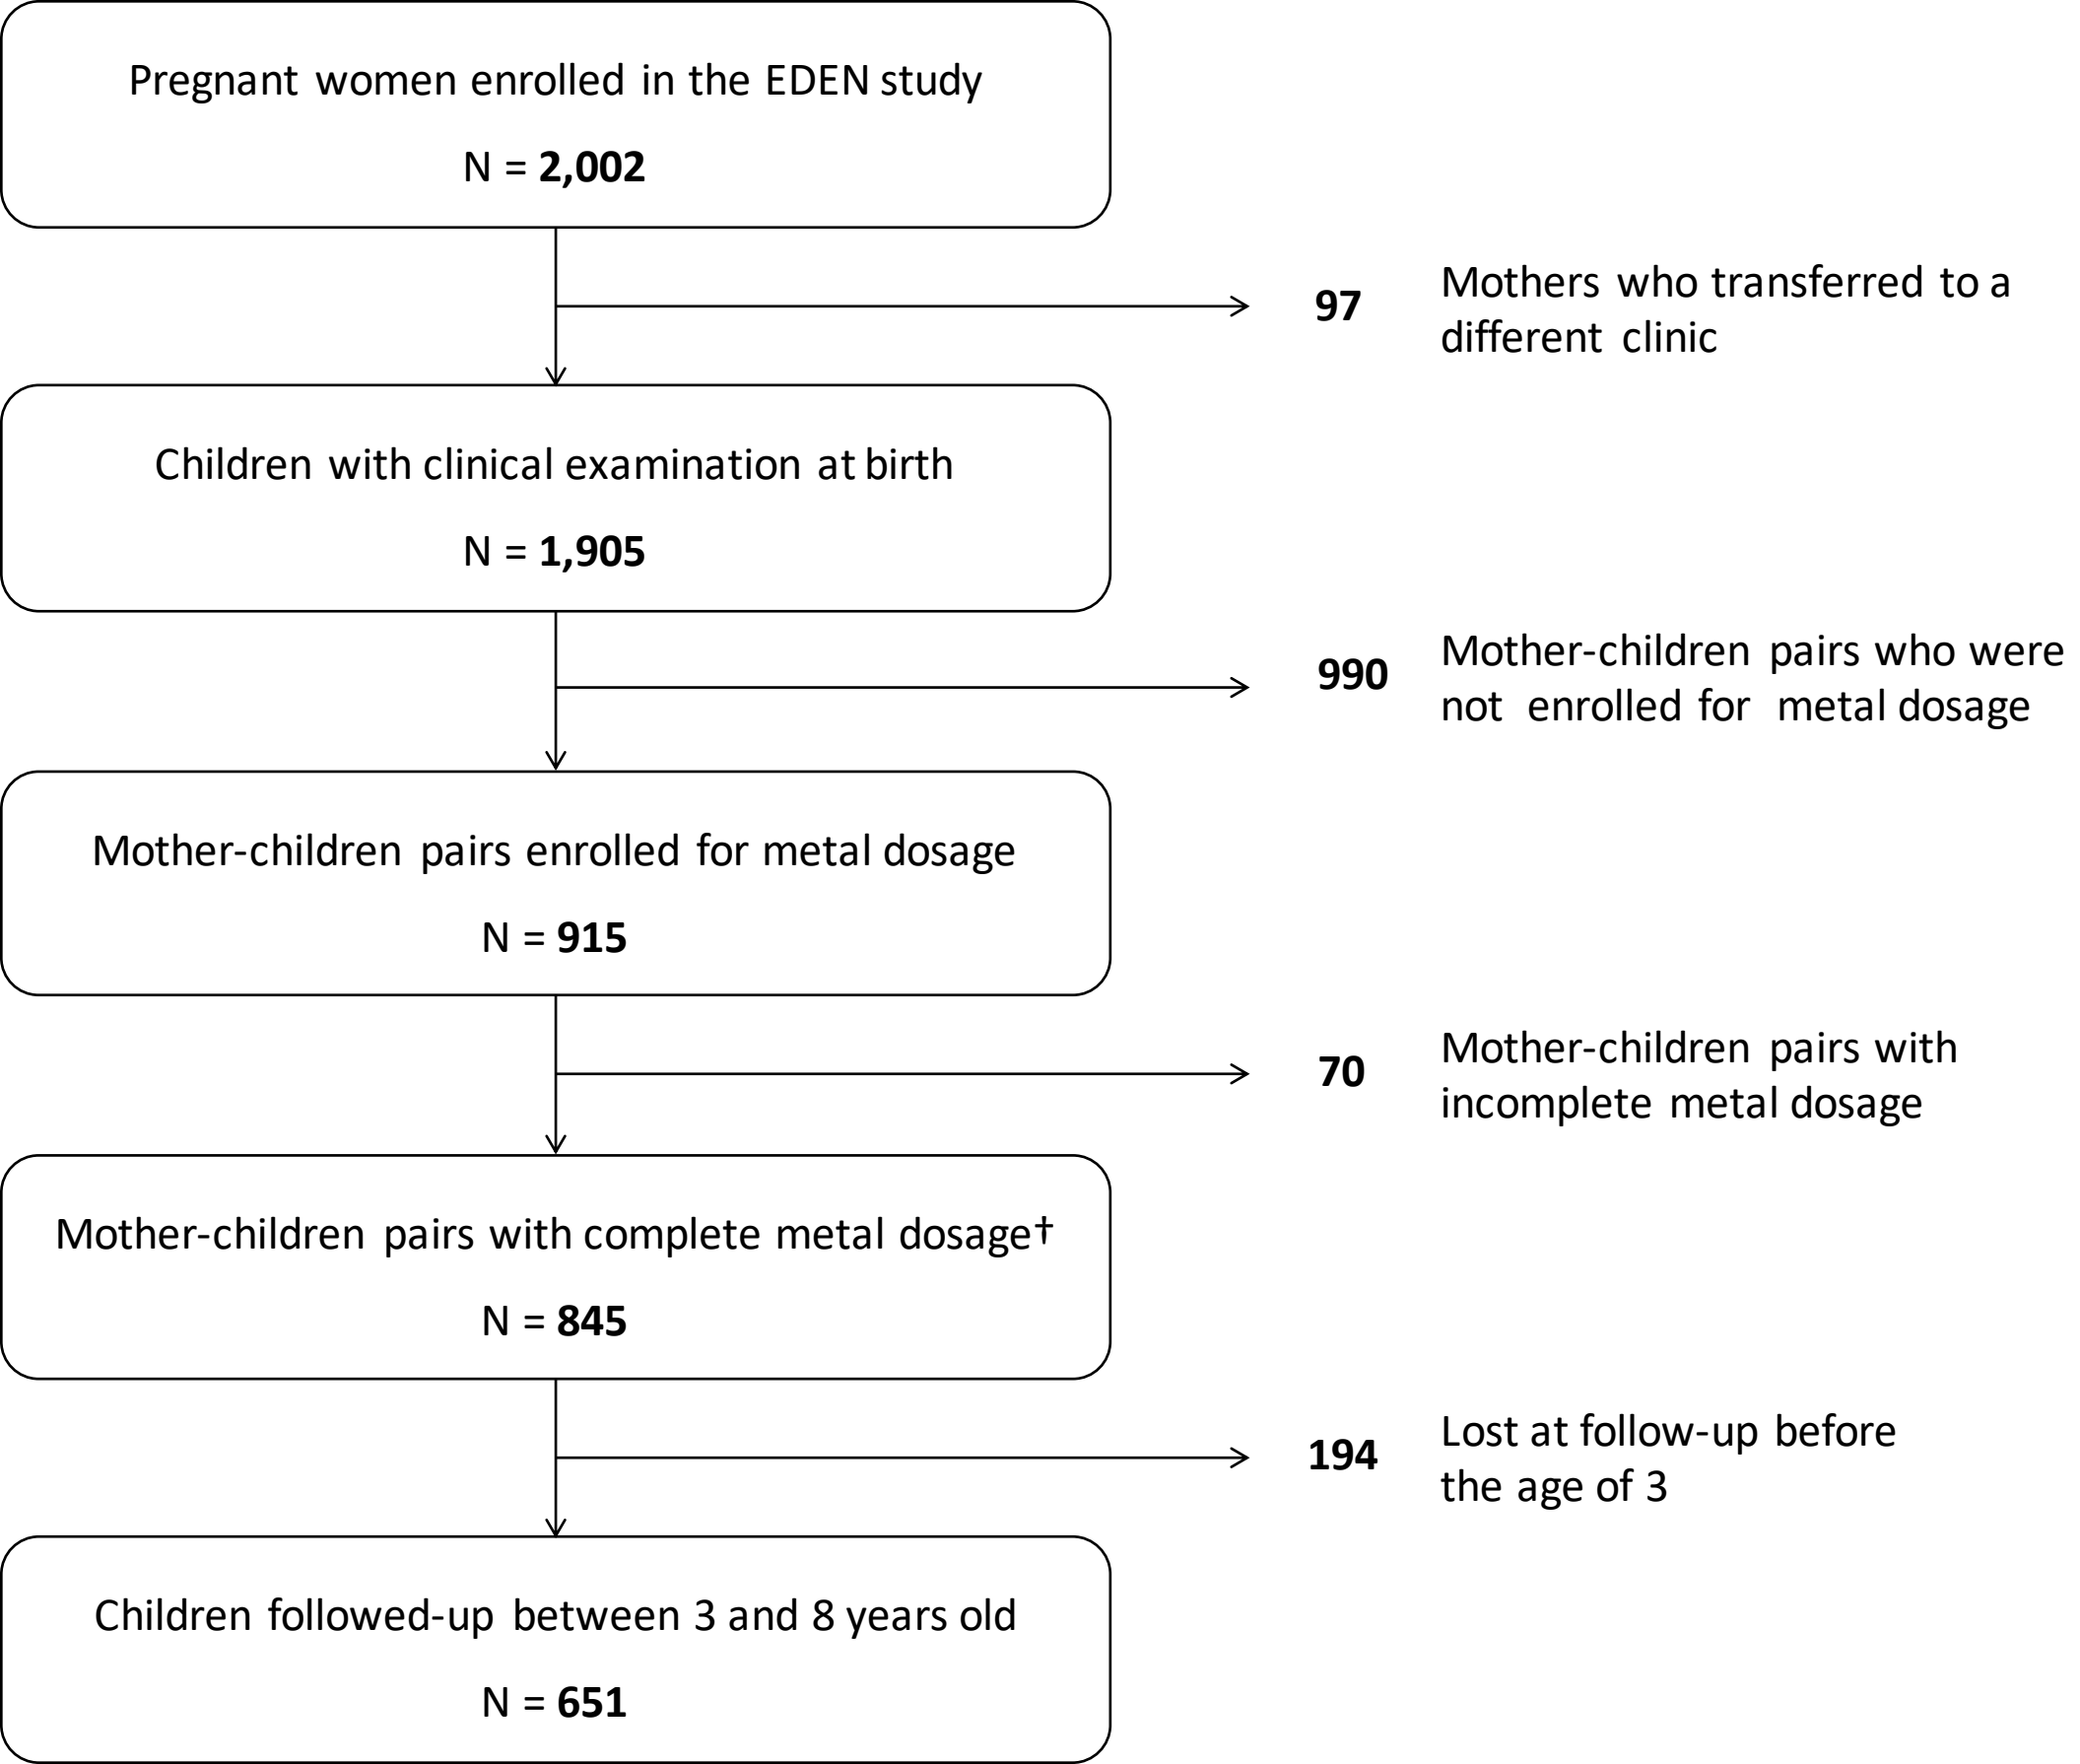 Pregnant women enrolled in the EDEN study
N = 2,002
97
Mothers who transferred to a
different clinic
Children with clinical examination at birth
N = 1,905
990
Mother-children pairs who were
not enrolled for metal dosage
Mother-children pairs enrolled for metal dosage
N = 915
70
Mother-children pairs with
incomplete metal dosage
Mother-children pairs with complete metal dosage†
N = 845
194
Lost at follow-up before
the age of 3
Children followed-up between 3 and 8 years old
N = 651